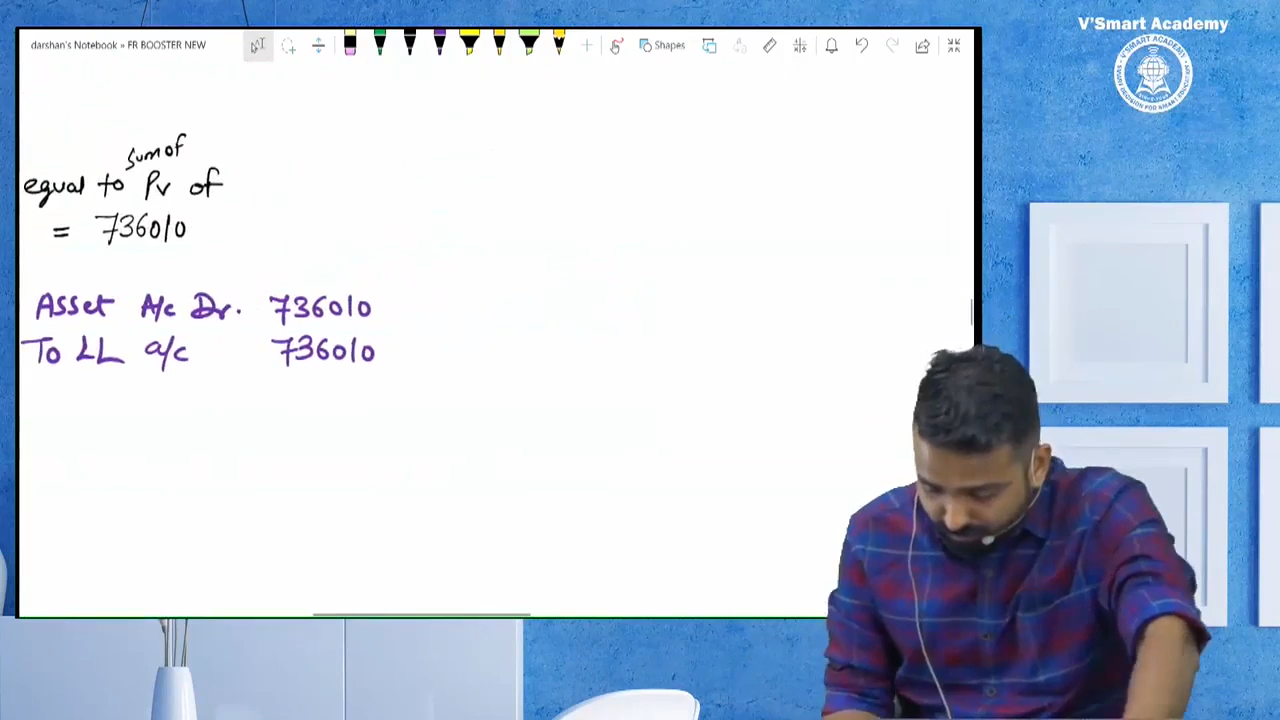 V'Smart Academy
darshan's Notebook » FR BOOSTER NEW
Shapes
sum of
equal to Pv of
= 736010
Asset A/c Dr. 736010
To LL a/c 736010